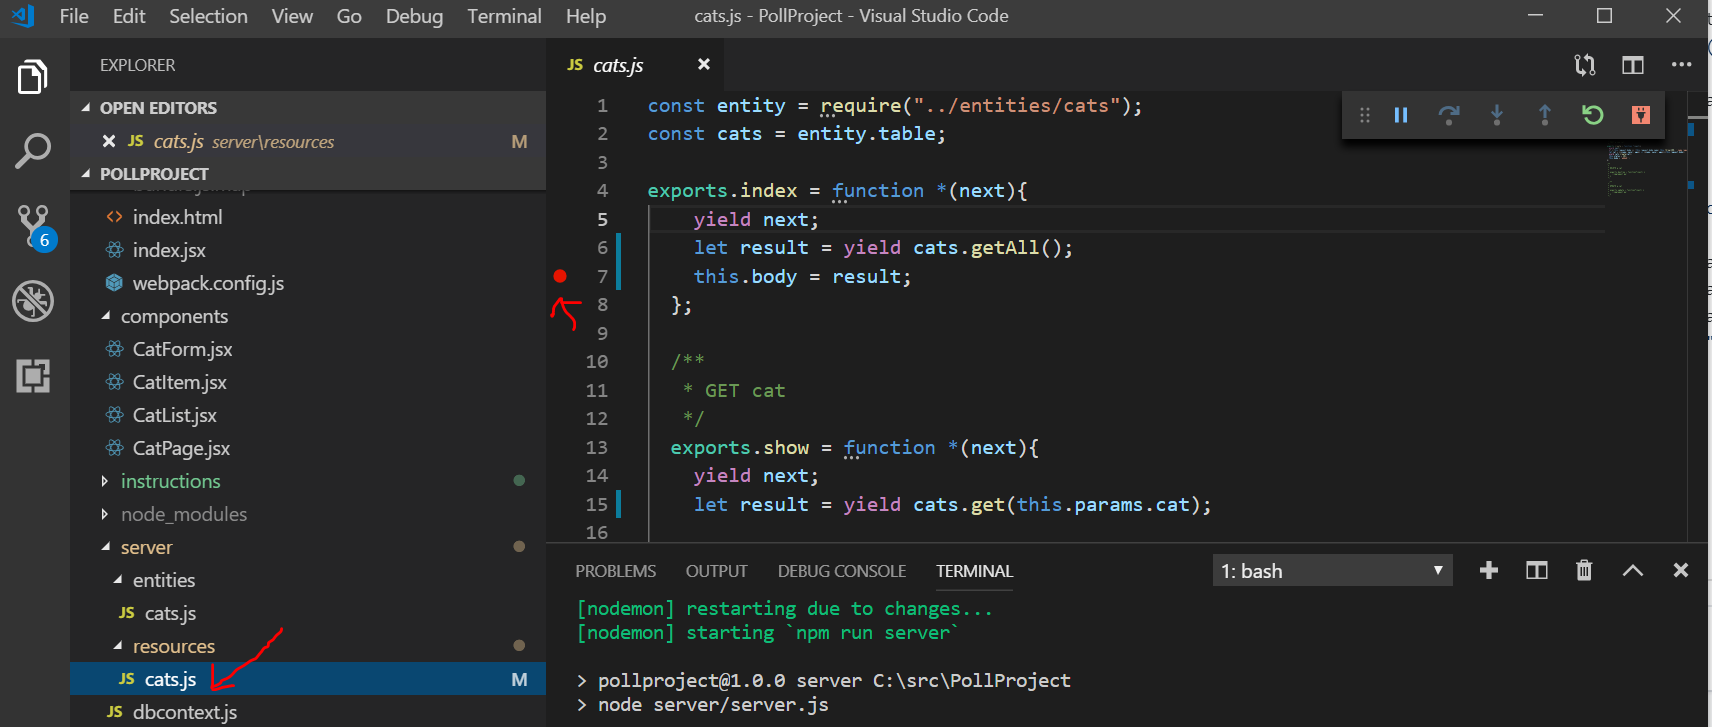 File Edit Selection View Go Debug Terminal Help cats.js - PollProject - Visual Studio Code
EXPLORER
OPEN EDITORS
JS cats.js server\resources M
POLLPROJECT
<> index.html
index.jsx
webpack.config.js
components
CatForm.jsx
CatItem.jsx
CatList.jsx
CatPage.jsx
instructions
node_modules
server
entities
JS cats.js
resources
JS cats.js M
JS dbcontext.js
6
JS cats.js
1 const entity = require("../entities/cats");
2 const cats = entity.table;
3
4 exports.index = function *(next){
5 yield next;
6 let result = yield cats.getAll();
7 this.body = result;
8 };
9
10 /**
11 * GET cat
12 */
13 exports.show = function *(next){
14 yield next;
15 let result = yield cats.get(this.params.cat);
16
PROBLEMS OUTPUT DEBUG CONSOLE TERMINAL 1: bash
[nodemon] restarting due to changes...
[nodemon] starting `npm run server`
> pollproject@1.0.0 server C:\src\PollProject
> node server/server.js